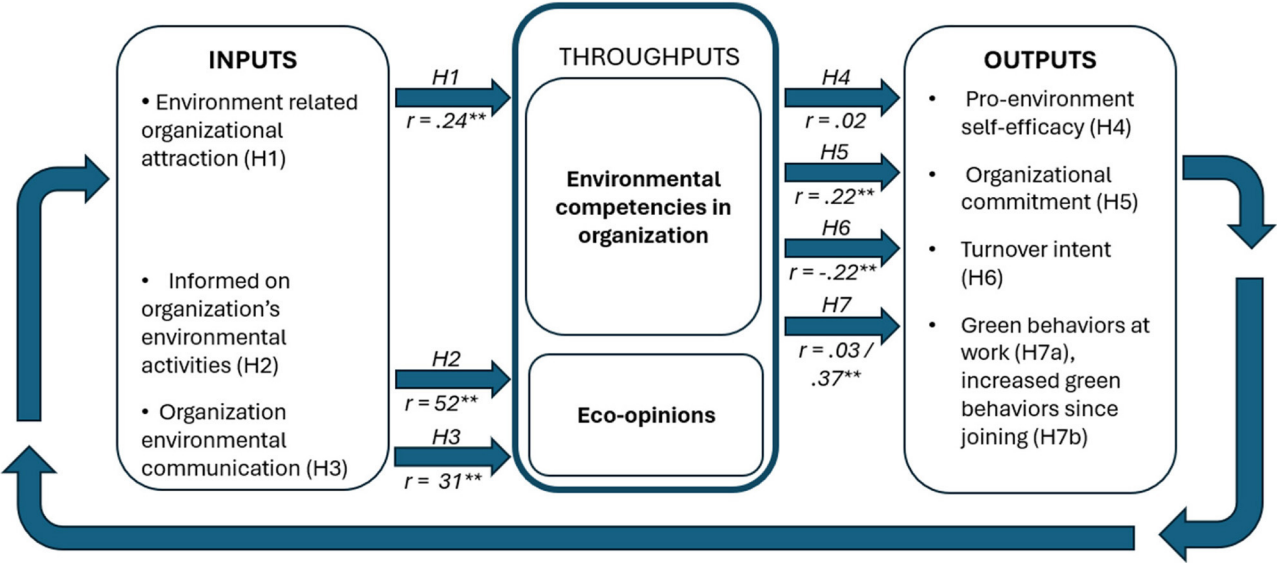 INPUTS
• Environment related
organizational
attraction (H1)
• Informed on
organization's
environmental
activities (H2)
• Organization
environmental
communication (H3)
H1
r = .24**
H2
r = 52**
H3
r = 31**
THROUGHPUTS
Environmental
competencies in
organization
Eco-opinions
H4
r = .02
H5
r = .22**
H6
r = -.22**
H7
r = .03 /
.37**
OUTPUTS
• Pro-environment
self-efficacy (H4)
• Organizational
commitment (H5)
• Turnover intent
(H6)
• Green behaviors at
work (H7a),
increased green
behaviors since
joining (H7b)